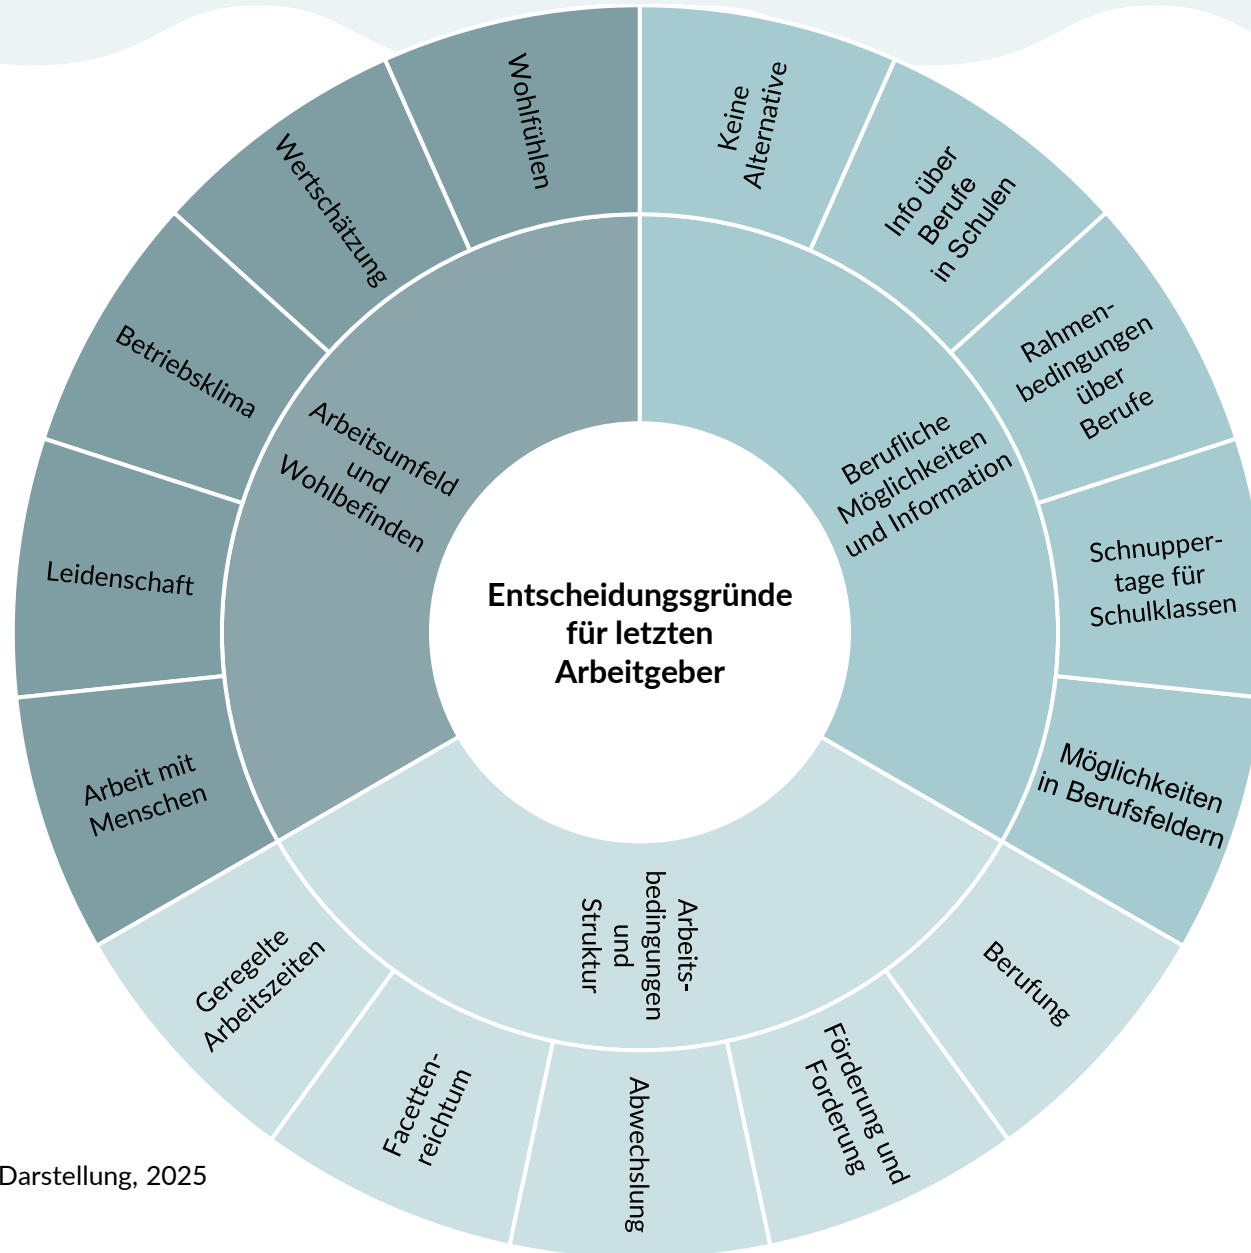 Entscheidungsgründe
für letzten
Arbeitgeber
Berufliche
Möglichkeiten
und Information
Arbeits-
bedingungen
und
Struktur
Arbeitsumfeld
und
Wohlbefinden
Keine
Alternative
Info über
Berufe
in Schulen
Rahmen-
bedingungen
über
Berufe
Schnupper-
tage für
Schulklassen
Möglichkeiten
in Berufsfeldern
Berufung
Förderung und
Forderung
Abwechslung
Facetten-
reichtum
Geregelte
Arbeitszeiten
Arbeit mit
Menschen
Leidenschaft
Betriebsklima
Wertschätzung
Wohlfühlen
Darstellung, 2025